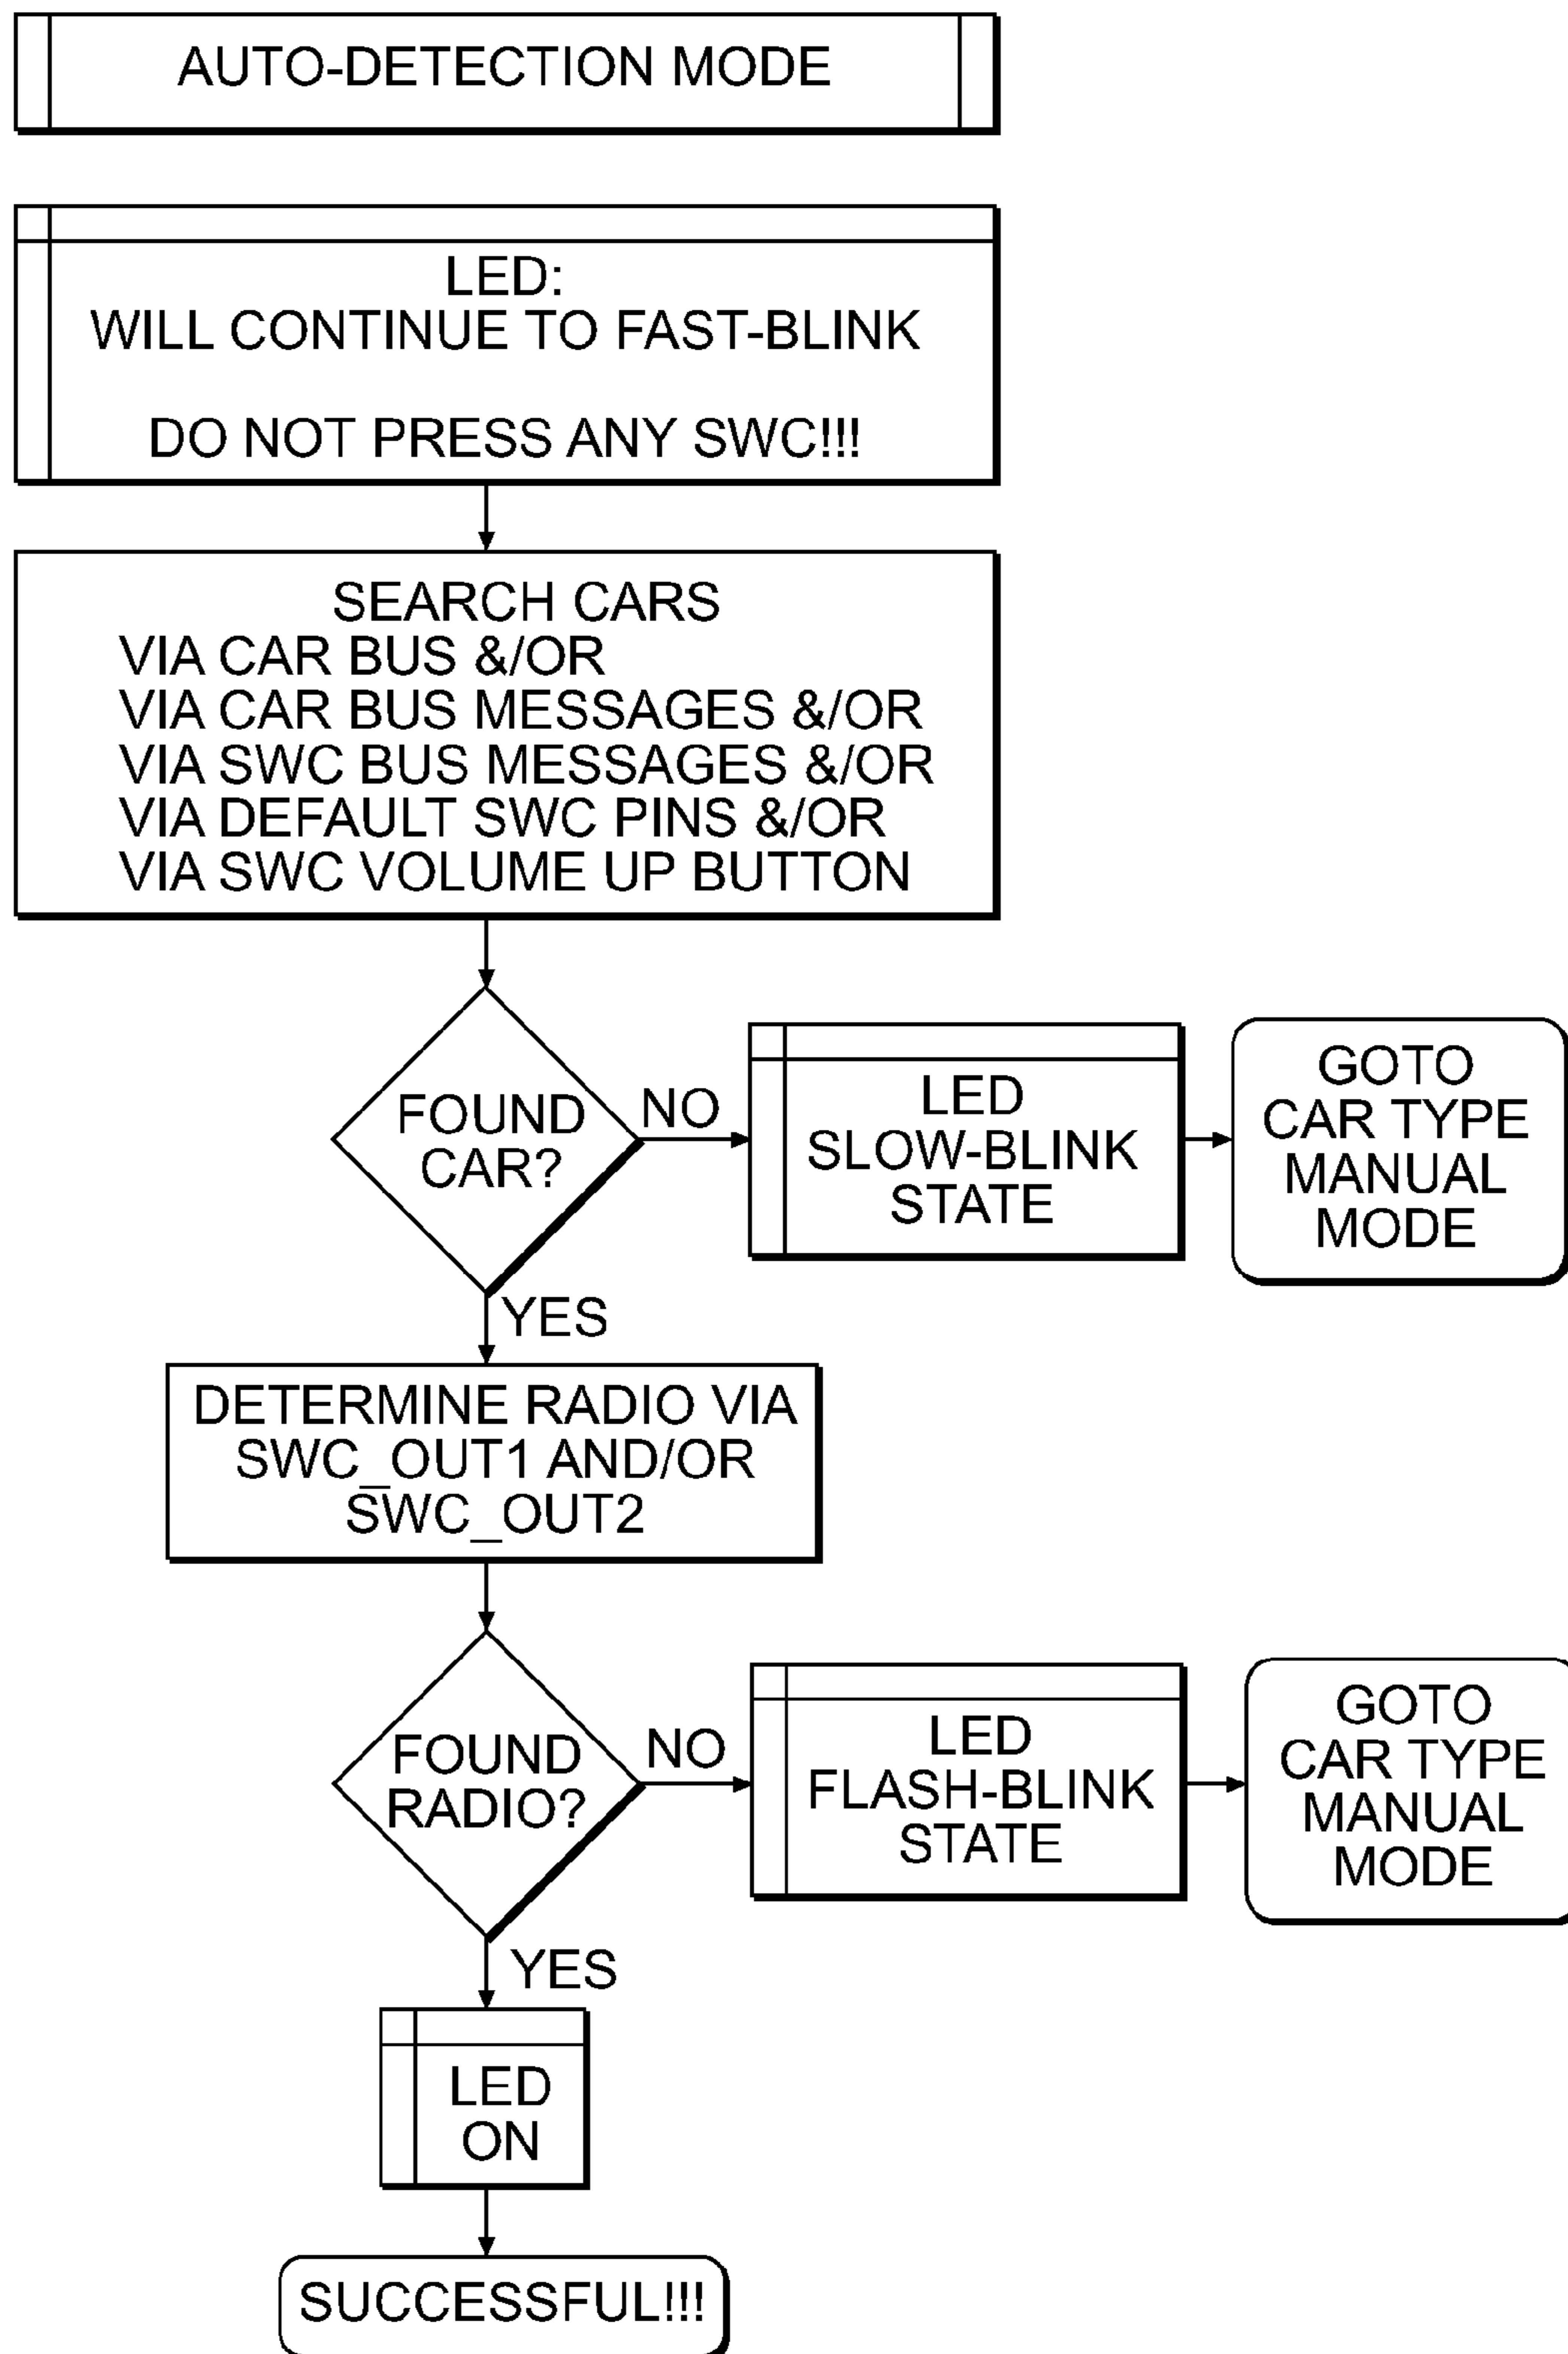 AUTO-DETECTION MODE
LED:
WILL CONTINUE TO FAST-BLINK
DO NOT PRESS ANY SWC!!!
SEARCH CARS
VIA CAR BUS &/OR
VIA CAR BUS MESSAGES &/OR
VIA SWC BUS MESSAGES &/OR
VIA DEFAULT SWC PINS &/OR
VIA SWC VOLUME UP BUTTON
FOUND
CAR?
NO
LED
SLOW-BLINK
STATE
GOTO
CAR TYPE
MANUAL
MODE
YES
DETERMINE RADIO VIA
SWC_OUT1 AND/OR
SWC_OUT2
FOUND
RADIO?
NO
LED
FLASH-BLINK
STATE
GOTO
CAR TYPE
MANUAL
MODE
YES
LED
ON
SUCCESSFUL!!!